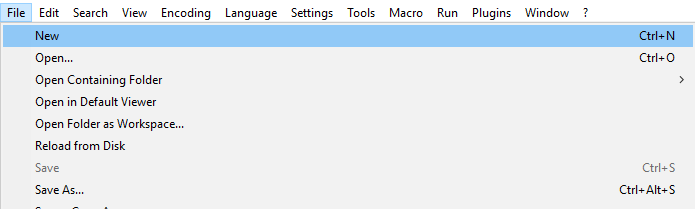 File Edit Search View Encoding Language Settings Tools Macro Run Plugins Window ?
New Ctrl+N
Open... Ctrl+O
Open Containing Folder
Open in Default Viewer
Open Folder as Workspace...
Reload from Disk
Save Ctrl+S
Save As... Ctrl+Alt+S